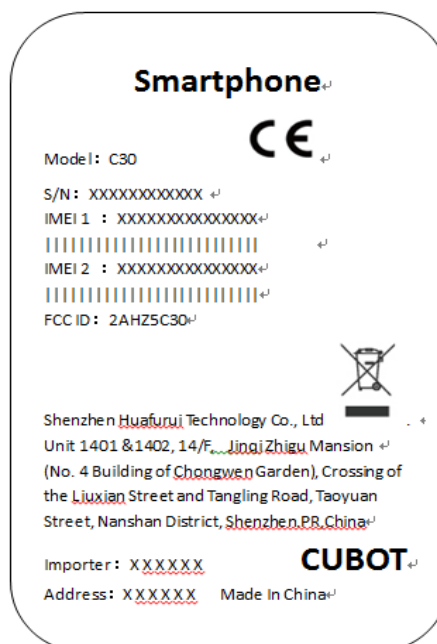 Smartphone
CE
Model: C30
S/N: XXXXXXXXXXXX
IMEI 1 : XXXXXXXXXXXXXXX
IMEI 2 : XXXXXXXXXXXXXXX
FCC ID: 2AHZ5C30
Shenzhen Huafurui Technology Co., Ltd .
Unit 1401 &1402, 14/F, Jinqi Zhigu Mansion
(No. 4 Building of Chongwen Garden), Crossing of
the Liuxian Street and Tangling Road, Taoyuan
Street, Nanshan District, Shenzhen.PR.China
Importer: XXXXXX CUBOT
Address: XXXXXX Made In China